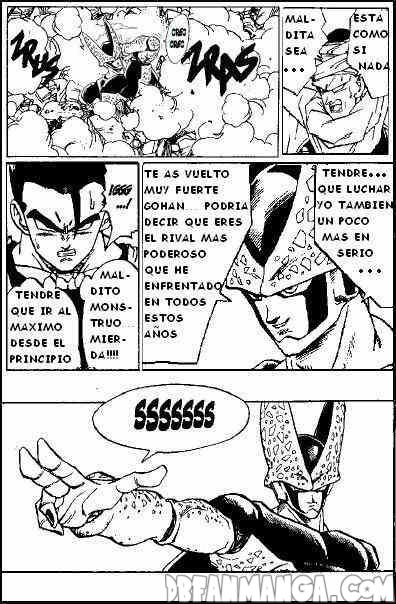 CRAS
CRAS
ZRAS
ZRAS
MAL-
DITA
SEA
...
ESTA
COMO
SI
NADA
IGGG
...!
TENDRE
QUE IR AL
MAXIMO
DESDE EL
PRINCIPIO
MAL-
DITO
MONS-
TRUO...
MIER-
DA!!!!
TE AS VUELTO
MUY FUERTE
GOHAN... PODRIA
DECIR QUE ERES
EL RIVAL MAS
PODEROSO
QUE HE
ENFRENTADO
EN TODOS
ESTOS
AÑOS
TENDRE...
QUE LUCHAR
YO TAMBIEN
UN POCO
MAS EN
SERIO
...
SSSSSSS
DBFANMANGA.COM